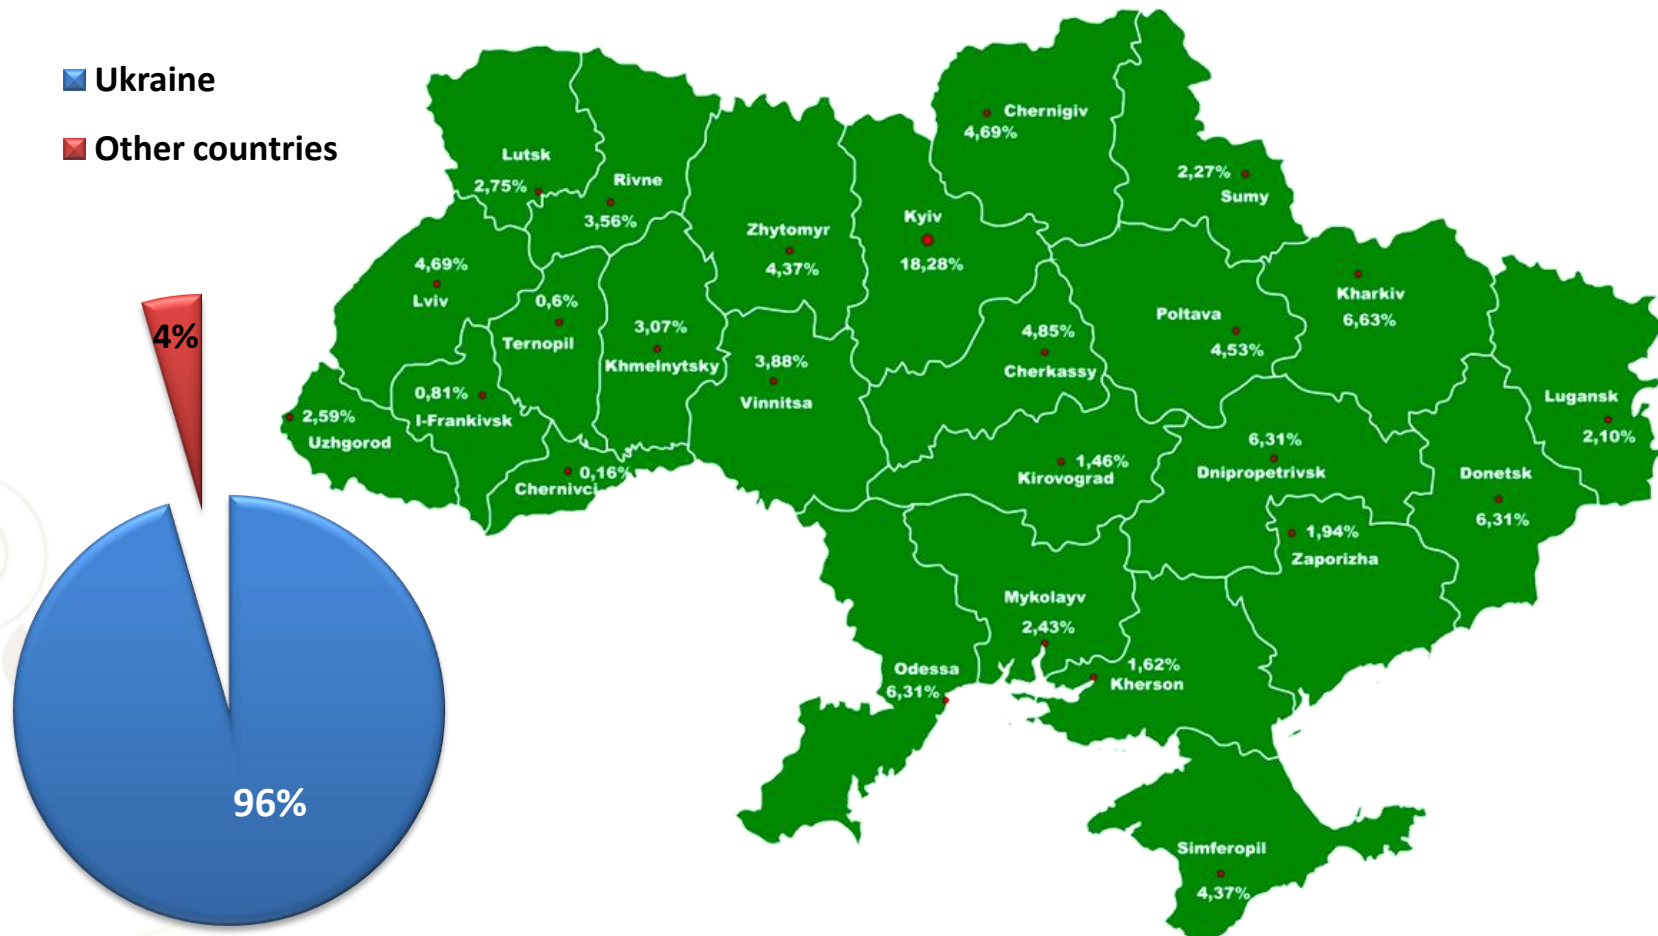 Ukraine
Other countries
4%
96%
Lutsk
2,75%
Rivne
3,56%
Zhytomyr
4,37%
Kyiv
18,28%
Chernigiv
4,69%
2,27%
Sumy
4,69%
Lviv
0,6%
Ternopil
3,07%
Khmelnytsky
3,88%
Vinnitsa
4,85%
Cherkassy
Poltava
4,53%
Kharkiv
6,63%
Lugansk
2,10%
2,59%
Uzhgorod
0,81%
I-Frankivsk
0,16%
Chernivci
1,46%
Kirovograd
6,31%
Dnipropetrivsk
Donetsk
6,31%
1,94%
Zaporizha
Mykolayv
2,43%
Odessa
6,31%
1,62%
Kherson
Simferopil
4,37%